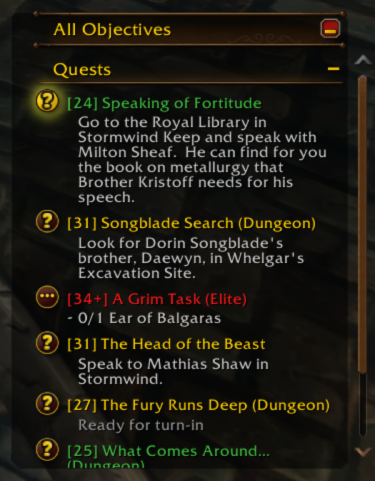 All Objectives
Quests
[24] Speaking of Fortitude
Go to the Royal Library in
Stormwind Keep and speak with
Milton Sheaf. He can find for you
the book on metallurgy that
Brother Kristoff needs for his
speech.
[31] Songblade Search (Dungeon)
Look for Dorin Songblade's
brother, Daewyn, in Whelgar's
Excavation Site.
[34+] A Grim Task (Elite)
- 0/1 Ear of Balgaras
[31] The Head of the Beast
Speak to Mathias Shaw in
Stormwind.
[27] The Fury Runs Deep (Dungeon)
Ready for turn-in
[25] What Comes Around...
(Dungeon)